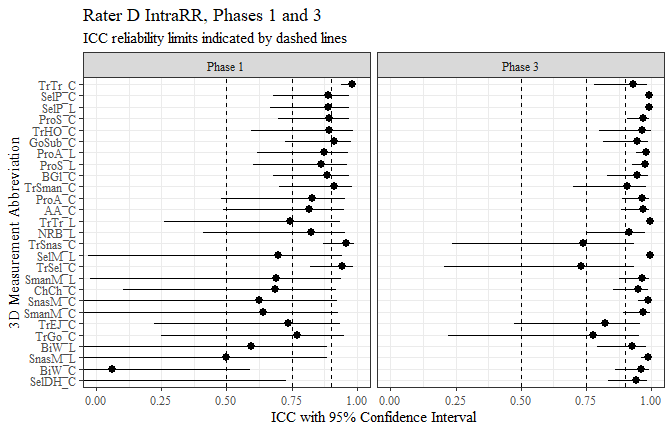 Rater D IntraRR, Phases 1 and 3
ICC reliability limits indicated by dashed lines
Phase 1
Phase 3
3D Measurement Abbreviation
TrTr_C
SelP_C
SelP_L
ProS_C
TrHO_C
GoSub_C
ProA_L
ProS_L
BGl_C
TrSman_C
ProA_C
AA_C
TrTr_L
NRB_L
TrSnas_C
SelM_L
TrSel_C
SmanM_L
ChCh_C
SnasM_C
SmanM_C
TrEJ_C
TrGo_C
BiW_L
SnasM_L
BiW_C
SelDH_C
0.00 0.25 0.50 0.75 1.00
0.00 0.25 0.50 0.75 1.00
ICC with 95% Confidence Interval